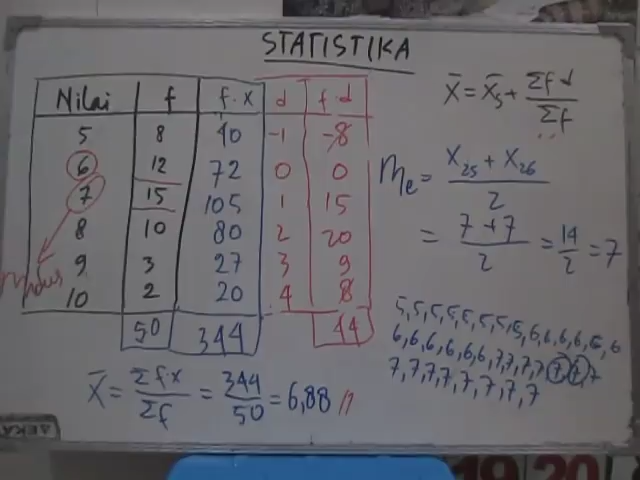 STATISTIKA
Nilai f f.x d f.d
5 8 40 -1 -8
6 12 72 0 0
7 15 105 1 15
8 10 80 2 20
9 3 27 3 9
10 2 20 4 8
50 344 44
modus
X̄ = Σf.x / Σf = 344 / 50 = 6,88 //
X̄ = X̄s + Σf d / Σf
Me = X25 + X26 / 2
= 7 + 7 / 2 = 14 / 2 = 7
5,5,5,5,5,5,5,5,6,6,6,6,6,6
6,6,6,6,6,6,7,7,7,7,7,7,7
7,7,7,7,7,7,7,7
19 20